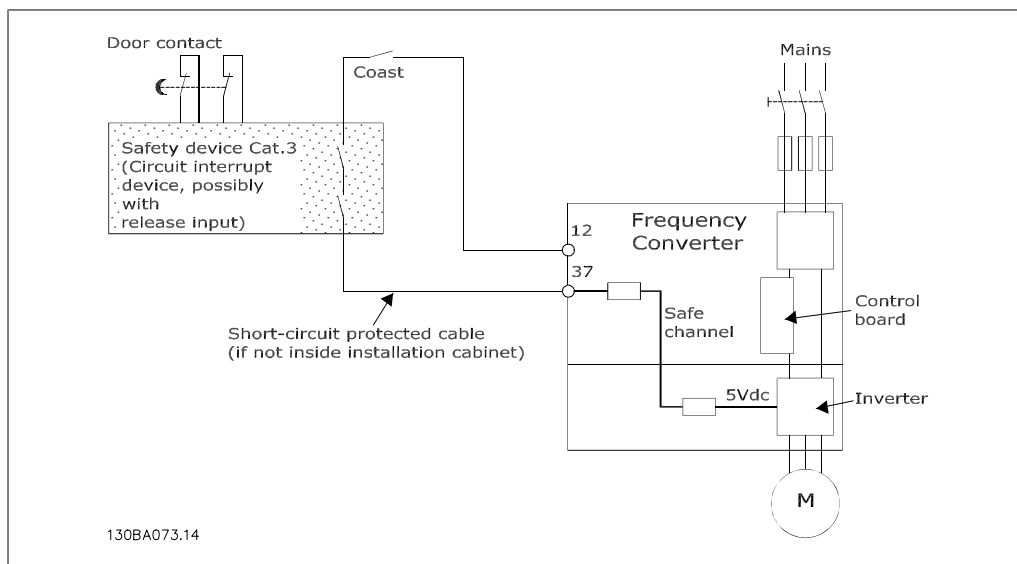 Door contact
Coast
Mains
Safety device Cat.3
(Circuit interrupt
device, possibly
with
release input)
Frequency
Converter
12
37
Safe
channel
Control
board
Short-circuit protected cable
(if not inside installation cabinet)
5Vdc
Inverter
M
130BA073.14